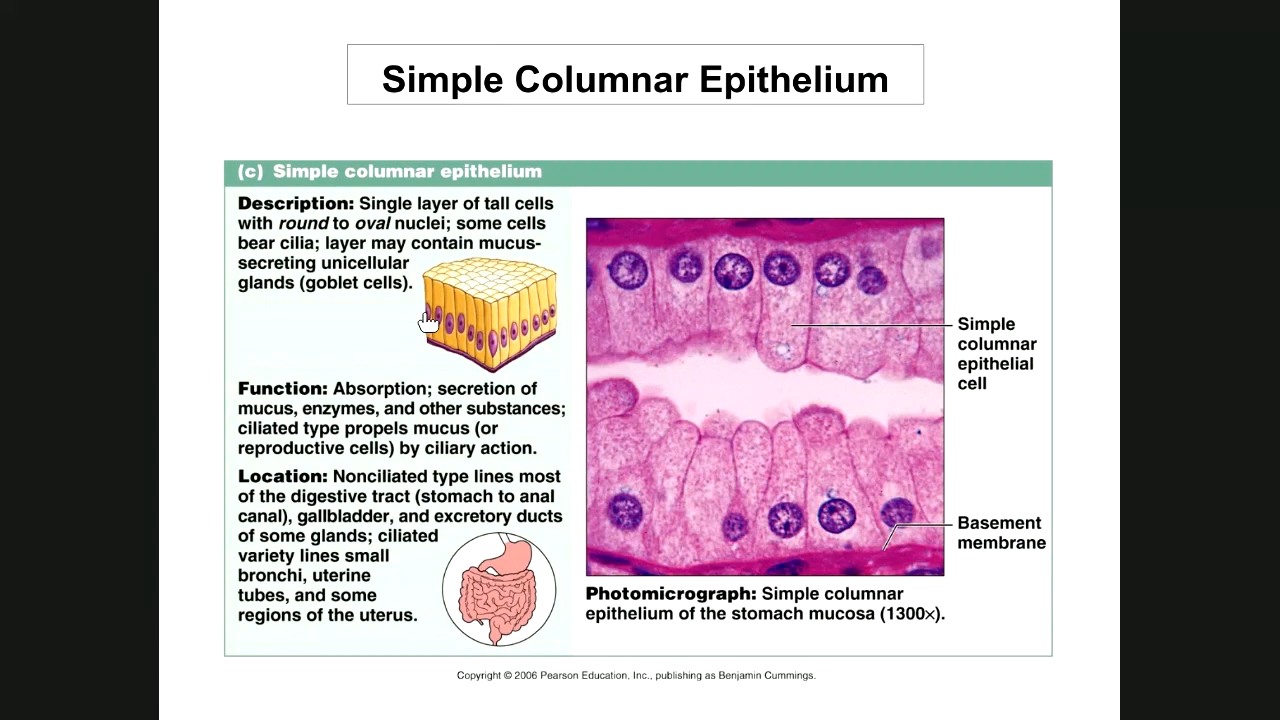 Simple Columnar Epithelium
(c) Simple columnar epithelium
Description: Single layer of tall cells
with round to oval nuclei; some cells
bear cilia; layer may contain mucus-
secreting unicellular
glands (goblet cells).
Function: Absorption; secretion of
mucus, enzymes, and other substances;
ciliated type propels mucus (or
reproductive cells) by ciliary action.
Location: Nonciliated type lines most
of the digestive tract (stomach to anal
canal), gallbladder, and excretory ducts
of some glands; ciliated
variety lines small
bronchi, uterine
tubes, and some
regions of the uterus.
Simple
columnar
epithelial
cell
Basement
membrane
Photomicrograph: Simple columnar
epithelium of the stomach mucosa (1300×).
Copyright © 2006 Pearson Education, Inc., publishing as Benjamin Cummings.